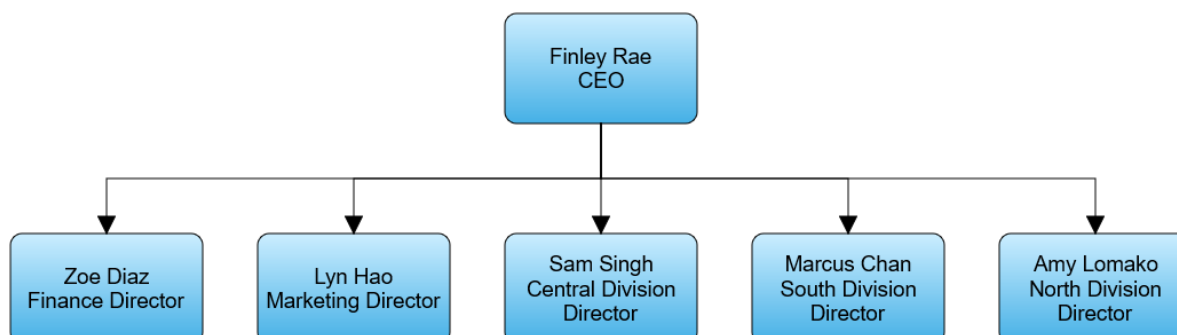 Finley Rae
CEO
Zoe Diaz
Finance Director
Lyn Hao
Marketing Director
Sam Singh
Central Division
Director
Marcus Chan
South Division
Director
Amy Lomako
North Division
Director